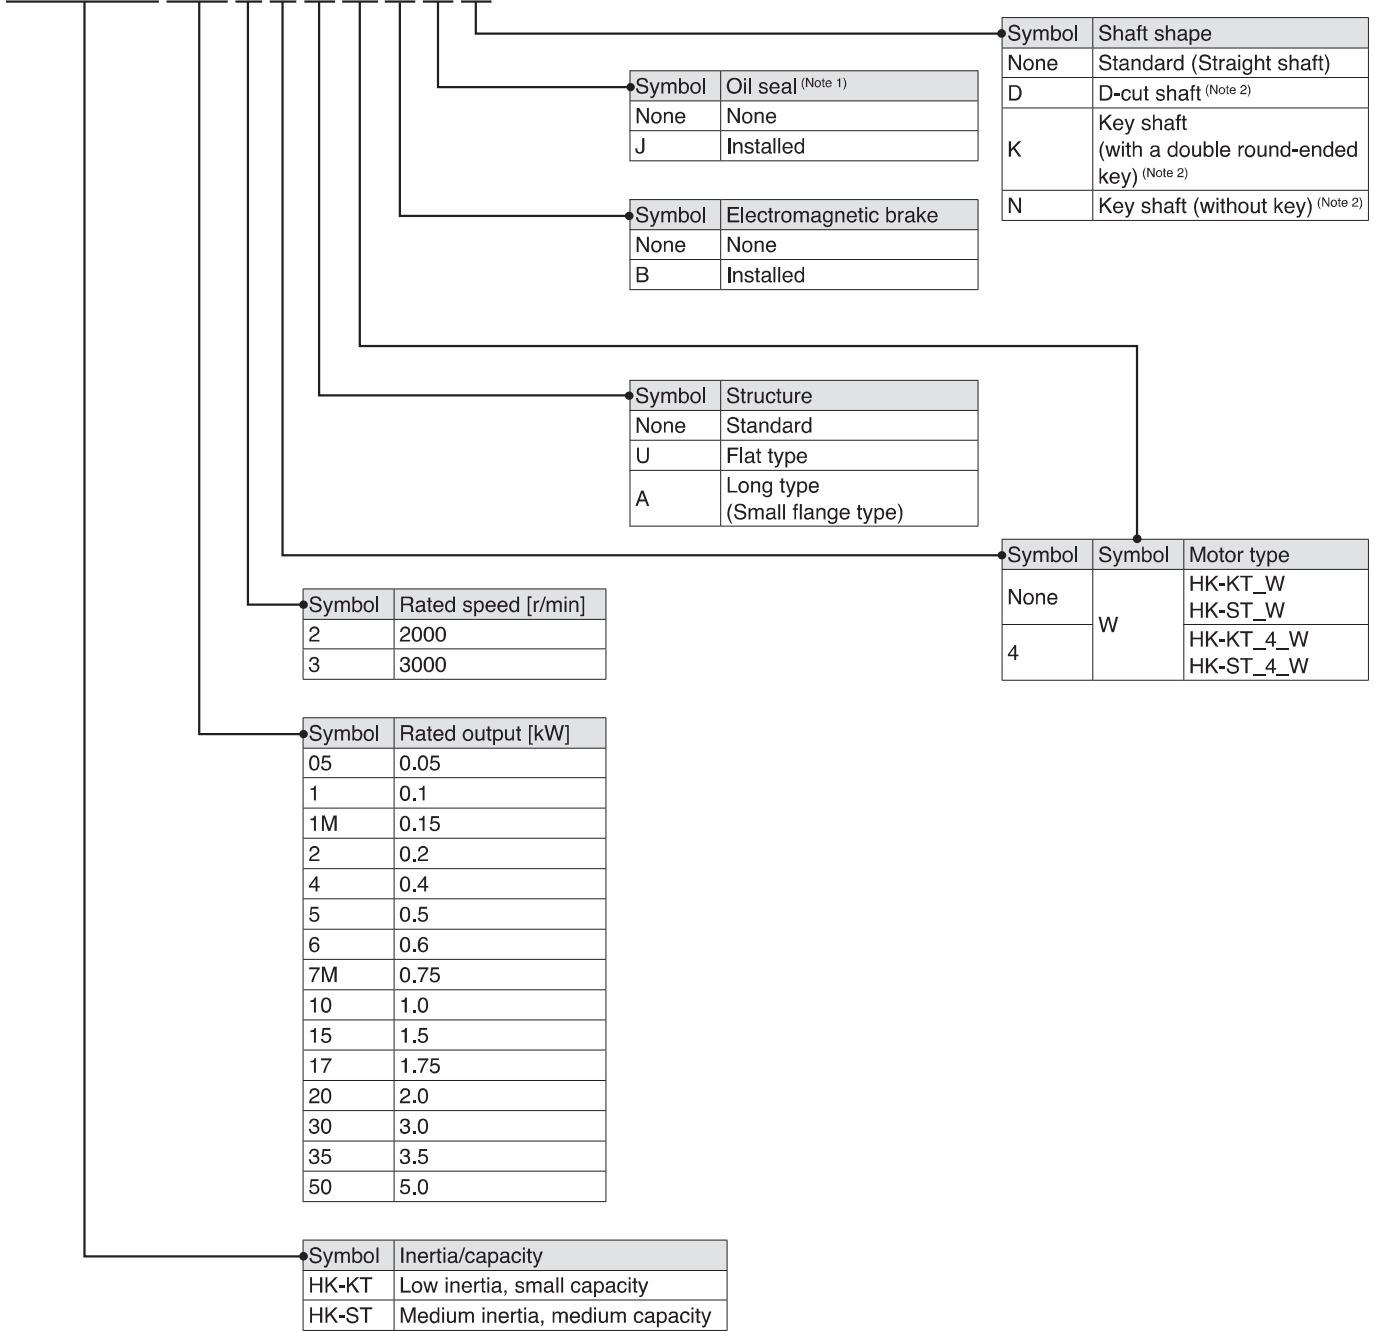 Symbol Shaft shape
None Standard (Straight shaft)
D D-cut shaft (Note 2)
K Key shaft
(with a double round-ended
key) (Note 2)
N Key shaft (without key) (Note 2)
Symbol Oil seal (Note 1)
None None
J Installed
Symbol Electromagnetic brake
None None
B Installed
Symbol Structure
None Standard
U Flat type
A Long type
(Small flange type)
Symbol Symbol Motor type
None W HK-KT_W
HK-ST_W
4 HK-KT_4_W
HK-ST_4_W
Symbol Rated speed [r/min]
2 2000
3 3000
Symbol Rated output [kW]
05 0.05
1 0.1
1M 0.15
2 0.2
4 0.4
5 0.5
6 0.6
7M 0.75
10 1.0
15 1.5
17 1.75
20 2.0
30 3.0
35 3.5
50 5.0
Symbol Inertia/capacity
HK-KT Low inertia, small capacity
HK-ST Medium inertia, medium capacity